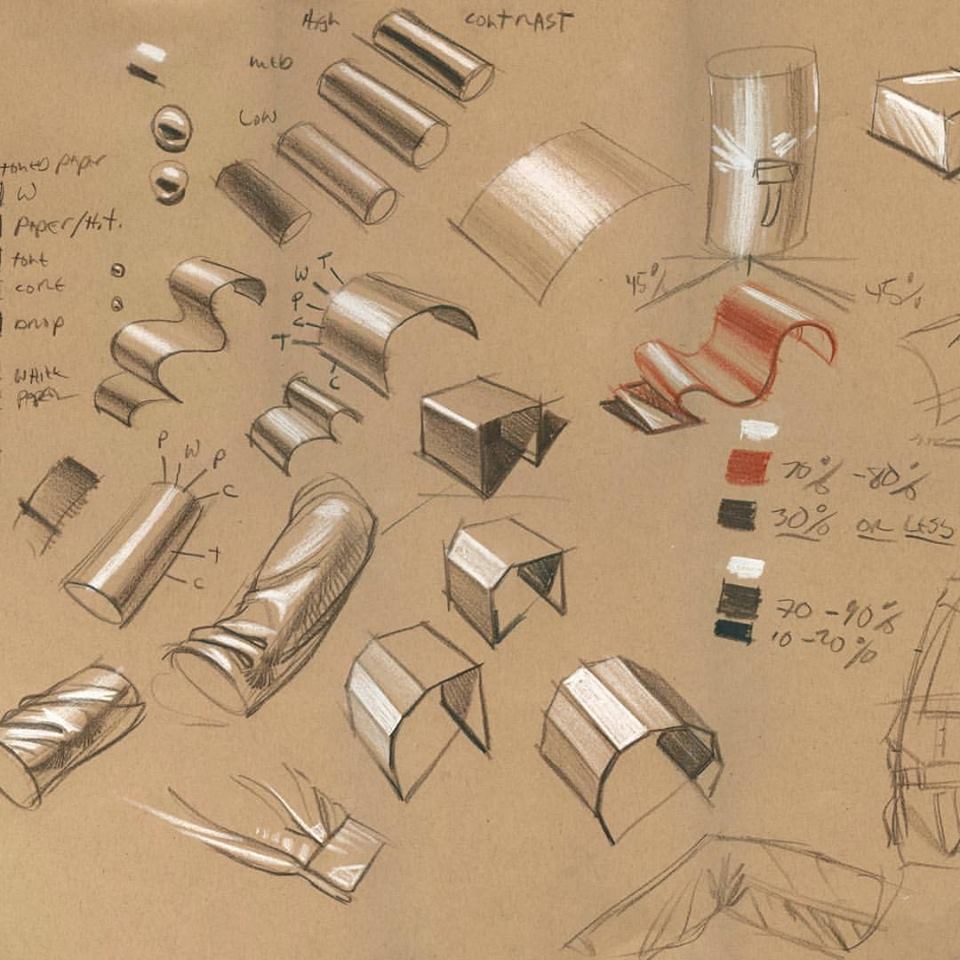 High
CONTRAST
MED
LOW
TONED PAPER
W
PAPER/H.T.
TONE
CORE
DROP
WHITE
PAPER
W T
P
C
T
C
45%
45%
P W P
C
T
C
70% - 80%
30% OR LESS
70 - 90%
10 - 20%